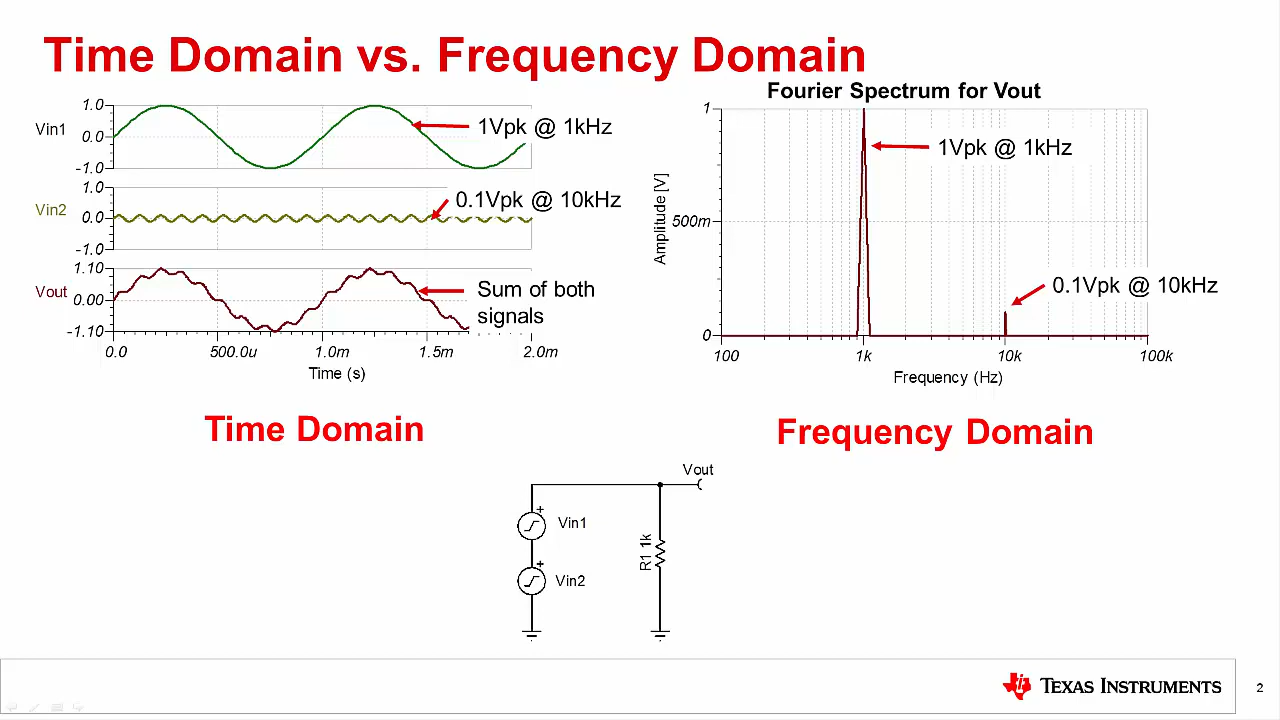 Time Domain vs. Frequency Domain
Fourier Spectrum for Vout
1.0
Vin1
0.0
-1.0
1Vpk @ 1kHz
1.0
Vin2
0.0
-1.0
0.1Vpk @ 10kHz
1.10
Vout
0.00
-1.10
Sum of both
signals
0.0
500.0u
1.0m
1.5m
2.0m
Time (s)
1
Amplitude [V]
500m
0
1Vpk @ 1kHz
0.1Vpk @ 10kHz
100
1k
10k
100k
Frequency (Hz)
Time Domain
Frequency Domain
Vout
+
Vin1
+
Vin2
R1 1k
TEXAS INSTRUMENTS
2